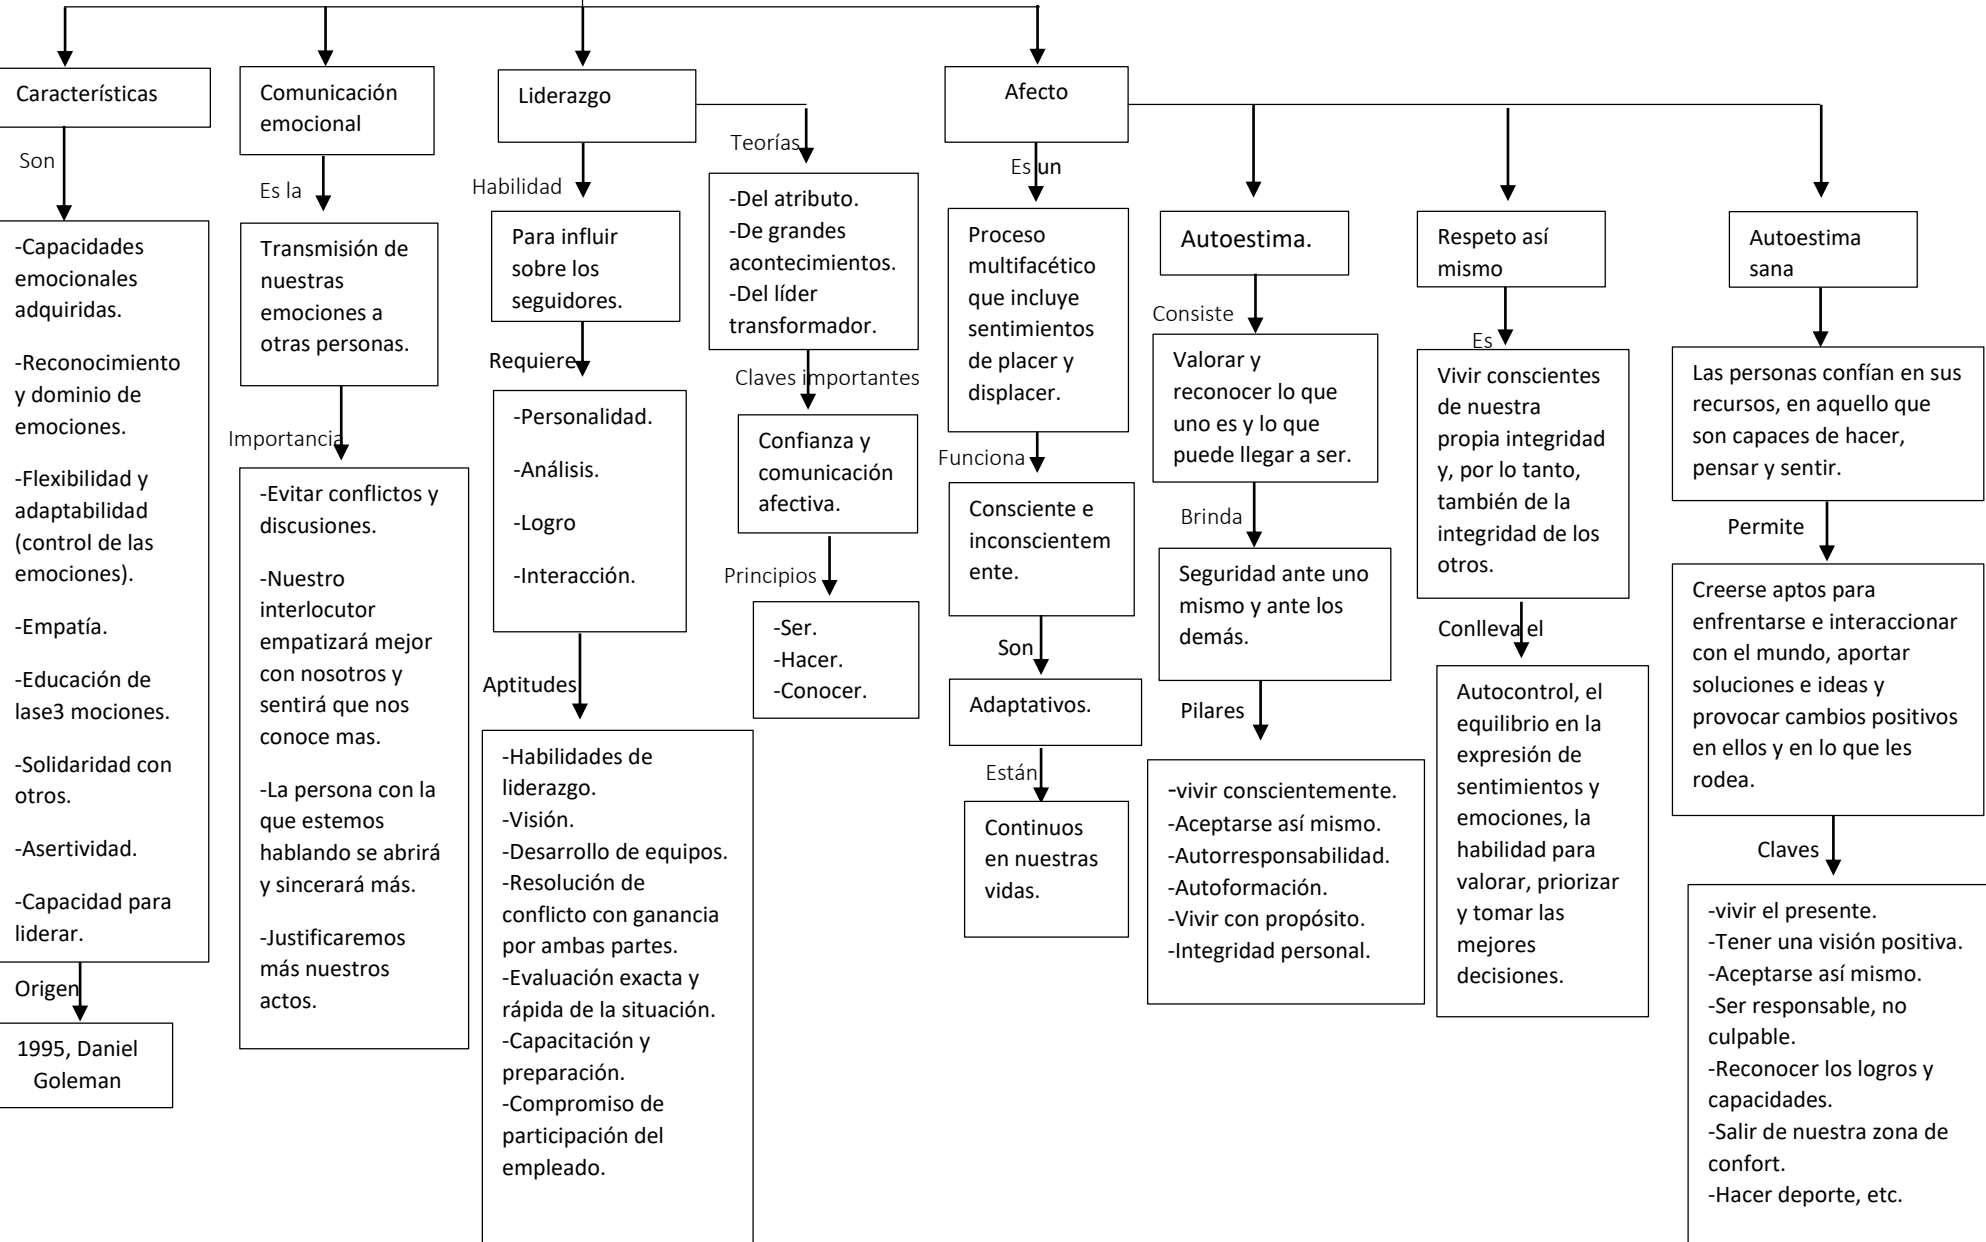 Características
Son
-Capacidades
emocionales
adquiridas.
-Reconocimiento
y dominio de
emociones.
-Flexibilidad y
adaptabilidad
(control de las
emociones).
-Empatía.
-Educación de
lase3 mociones.
-Solidaridad con
otros.
-Asertividad.
-Capacidad para
liderar.
Origen
1995, Daniel
Goleman
Comunicación
emocional
Es la
Transmisión de
nuestras
emociones a
otras personas.
Importancia
-Evitar conflictos y
discusiones.
-Nuestro
interlocutor
empatizará mejor
con nosotros y
sentirá que nos
conoce mas.
-La persona con la
que estemos
hablando se abrirá
y sincerará más.
-Justificaremos
más nuestros
actos.
Liderazgo
Habilidad
Para influir
sobre los
seguidores.
Requiere
-Personalidad.
-Análisis.
-Logro
-Interacción.
Aptitudes
-Habilidades de
liderazgo.
-Visión.
-Desarrollo de equipos.
-Resolución de
conflicto con ganancia
por ambas partes.
-Evaluación exacta y
rápida de la situación.
-Capacitación y
preparación.
-Compromiso de
participación del
empleado.
Teorías
-Del atributo.
-De grandes
acontecimientos.
-Del líder
transformador.
Claves importantes
Confianza y
comunicación
afectiva.
Principios
-Ser.
-Hacer.
-Conocer.
Afecto
Es un
Proceso
multifacético
que incluye
sentimientos
de placer y
displacer.
Funciona
Consciente e
inconscientem
ente.
Son
Adaptativos.
Están
Continuos
en nuestras
vidas.
Autoestima.
Consiste
Valorar y
reconocer lo que
uno es y lo que
puede llegar a ser.
Brinda
Seguridad ante uno
mismo y ante los
demás.
Pilares
-vivir conscientemente.
-Aceptarse así mismo.
-Autorresponsabilidad.
-Autoformación.
-Vivir con propósito.
-Integridad personal.
Respeto así
mismo
Es
Vivir conscientes
de nuestra
propia integridad
y, por lo tanto,
también de la
integridad de los
otros.
Conlleva el
Autocontrol, el
equilibrio en la
expresión de
sentimientos y
emociones, la
habilidad para
valorar, priorizar
y tomar las
mejores
decisiones.
Autoestima
sana
Las personas confían en sus
recursos, en aquello que
son capaces de hacer,
pensar y sentir.
Permite
Creerse aptos para
enfrentarse e interaccionar
con el mundo, aportar
soluciones e ideas y
provocar cambios positivos
en ellos y en lo que les
rodea.
Claves
-vivir el presente.
-Tener una visión positiva.
-Aceptarse así mismo.
-Ser responsable, no
culpable.
-Reconocer los logros y
capacidades.
-Salir de nuestra zona de
confort.
-Hacer deporte, etc.